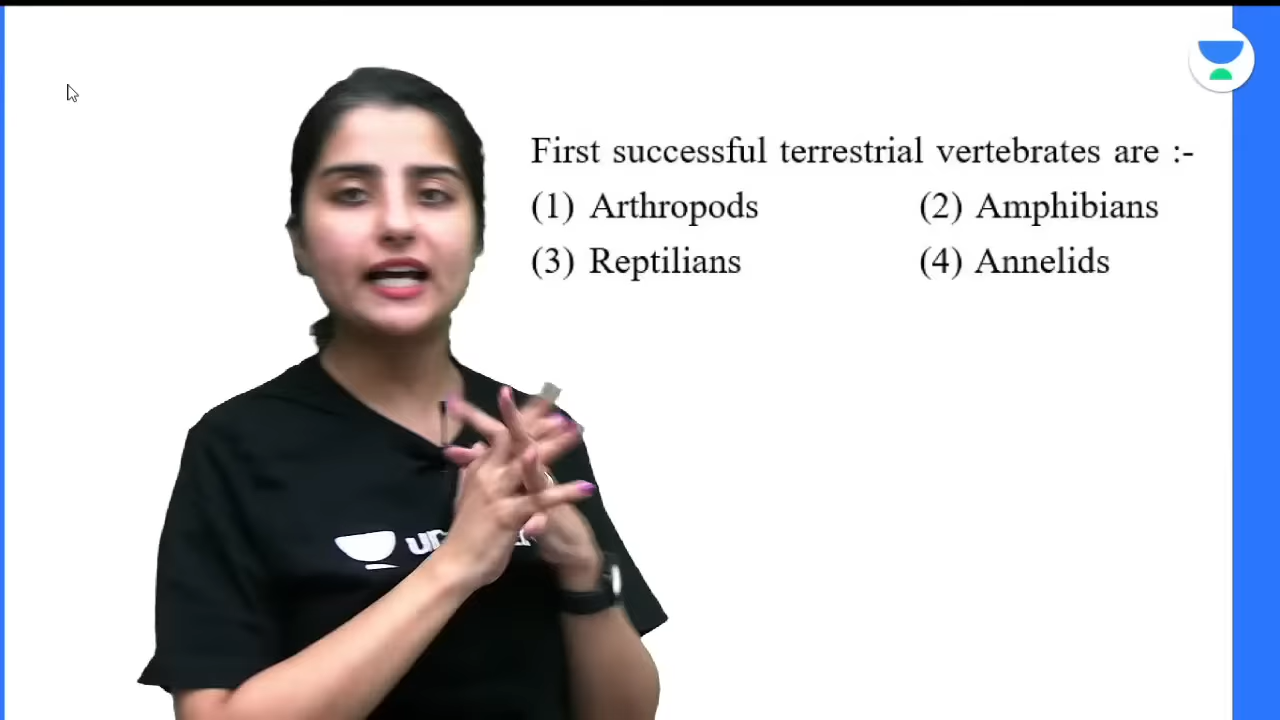 First successful terrestrial vertebrates are :-
(1) Arthropods (2) Amphibians
(3) Reptilians (4) Annelids